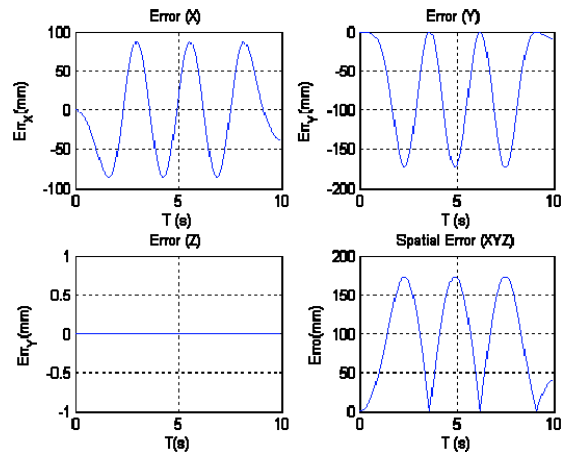 Error (X)
100
50
0
-50
-100
Err_X(mm)
0
5
10
T (s)
Error (Y)
0
-50
-100
-150
-200
Err_Y(mm)
0
5
10
T (s)
Error (Z)
1
0.5
0
-0.5
-1
Err_Y(mm)
0
5
10
T(s)
Spatial Error (XYZ)
200
150
100
50
0
Erro(mm)
0
5
10
T (s)